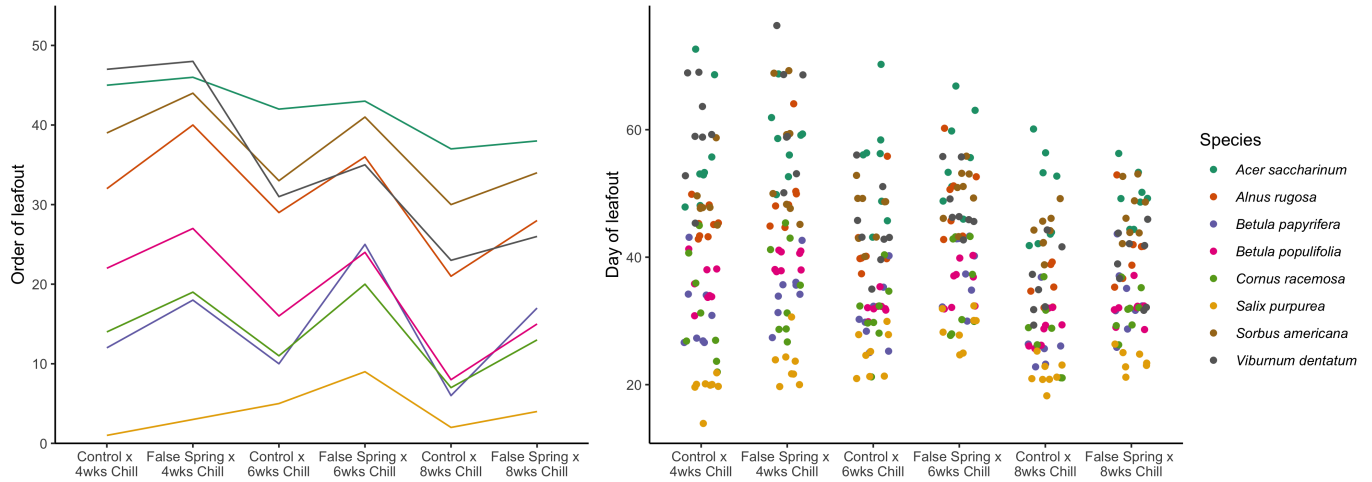 Order of leafout
50
40
30
20
10
0
Control x
4wks Chill
False Spring x
4wks Chill
Control x
6wks Chill
False Spring x
6wks Chill
Control x
8wks Chill
False Spring x
8wks Chill
Day of leafout
60
40
20
Control x
4wks Chill
False Spring x
4wks Chill
Control x
6wks Chill
False Spring x
6wks Chill
Control x
8wks Chill
False Spring x
8wks Chill
Species
Acer saccharinum
Alnus rugosa
Betula papyrifera
Betula populifolia
Cornus racemosa
Salix purpurea
Sorbus americana
Viburnum dentatum